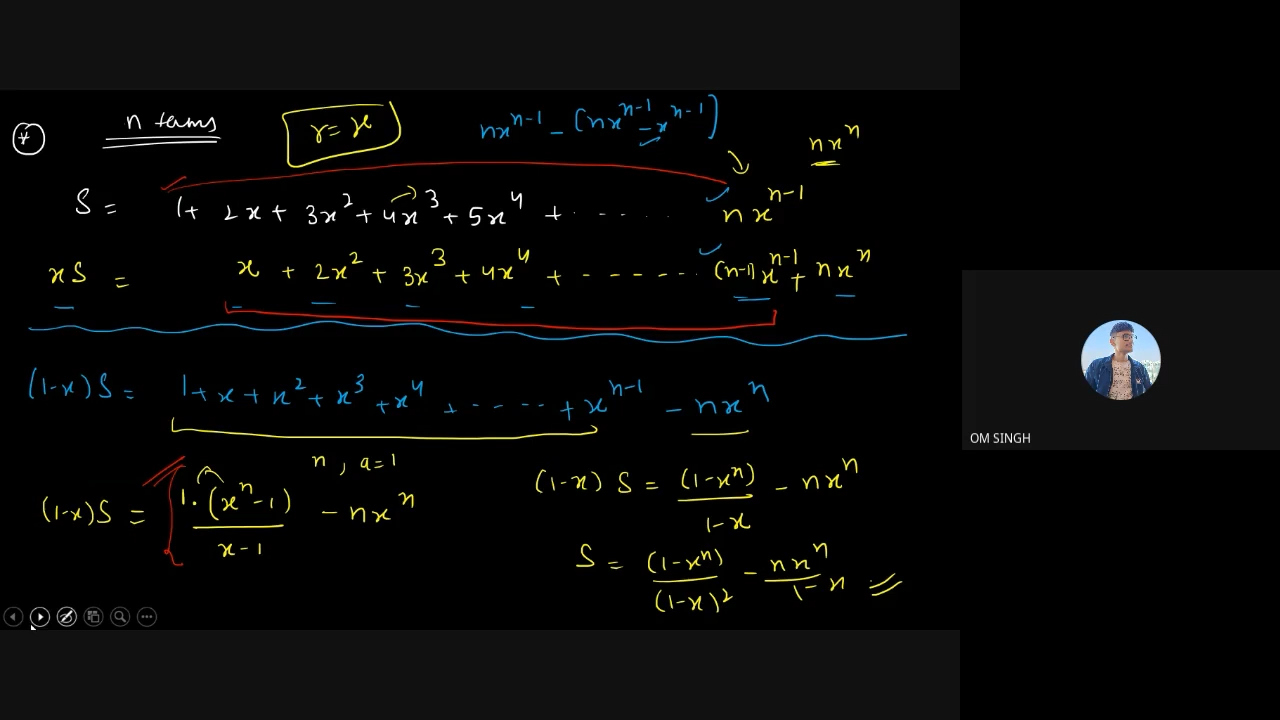 * n terms r = x nx^{n-1} - [nx^{n-1} - x^{n-1}] nx^n
S = 1 + 2x + 3x^2 + 4x^3 + 5x^4 + ...... nx^{n-1}
xS = x + 2x^2 + 3x^3 + 4x^4 + ------... (n-1)x^{n-1} + nx^n
(1-x)S = 1 + x + x^2 + x^3 + x^4 + ..... + x^{n-1} - nx^n
n, a=1
(1-x)S = 1·(x^n-1)/(x-1) - nx^n
(1-x) S = (1-x^n)/(1-x) - nx^n
S = (1-x^n)/(1-x)^2 - nx^n/(1-x)
OM SINGH